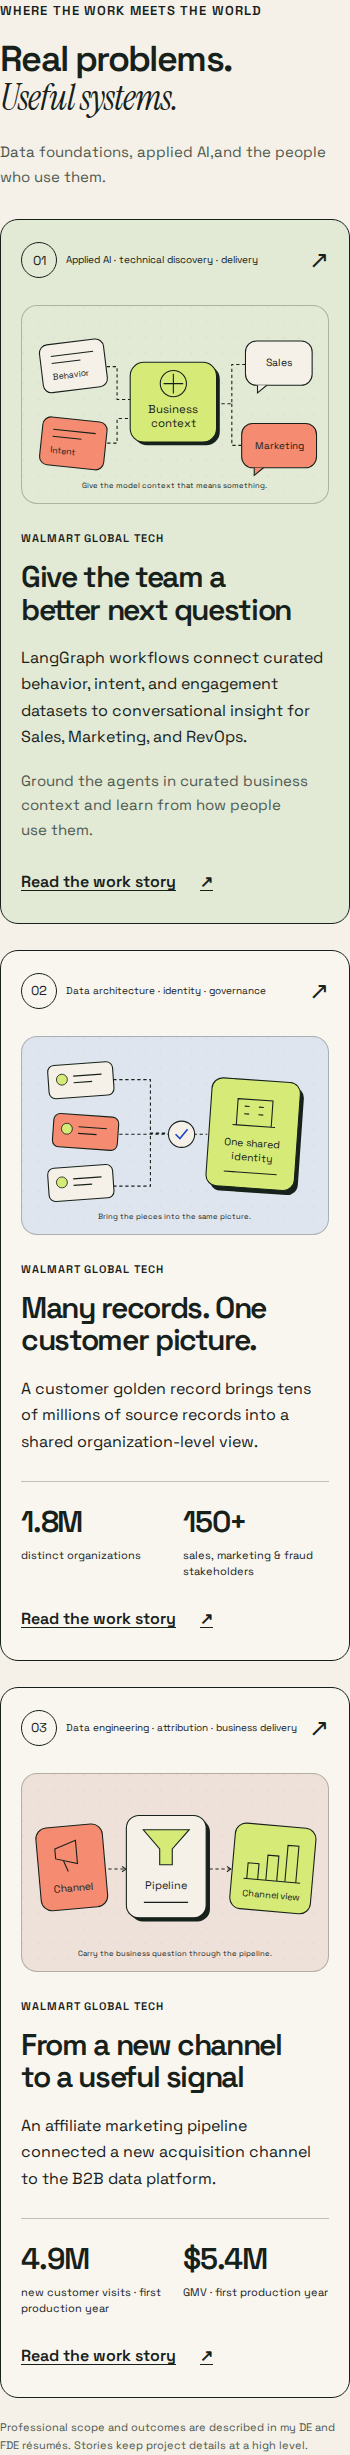 WHERE THE WORK MEETS THE WORLD
Real problems.
Useful systems.
Data foundations, applied AI,and the people
who use them.
01 Applied AI · technical discovery · delivery ↗
Behavior
Intent
Business
context
Sales
Marketing
Give the model context that means something.
WALMART GLOBAL TECH
Give the team a
better next question
LangGraph workflows connect curated
behavior, intent, and engagement
datasets to conversational insight for
Sales, Marketing, and RevOps.
Ground the agents in curated business
context and learn from how people
use them.
Read the work story ↗
02 Data architecture · identity · governance ↗
One shared
identity
Bring the pieces into the same picture.
WALMART GLOBAL TECH
Many records. One
customer picture.
A customer golden record brings tens
of millions of source records into a
shared organization-level view.
1.8M
distinct organizations
150+
sales, marketing & fraud
stakeholders
Read the work story ↗
03 Data engineering · attribution · business delivery ↗
Channel
Pipeline
Channel view
Carry the business question through the pipeline.
WALMART GLOBAL TECH
From a new channel
to a useful signal
An affiliate marketing pipeline
connected a new acquisition channel
to the B2B data platform.
4.9M
new customer visits · first
production year
$5.4M
GMV · first production year
Read the work story ↗
Professional scope and outcomes are described in my DE and
FDE résumés. Stories keep project details at a high level.